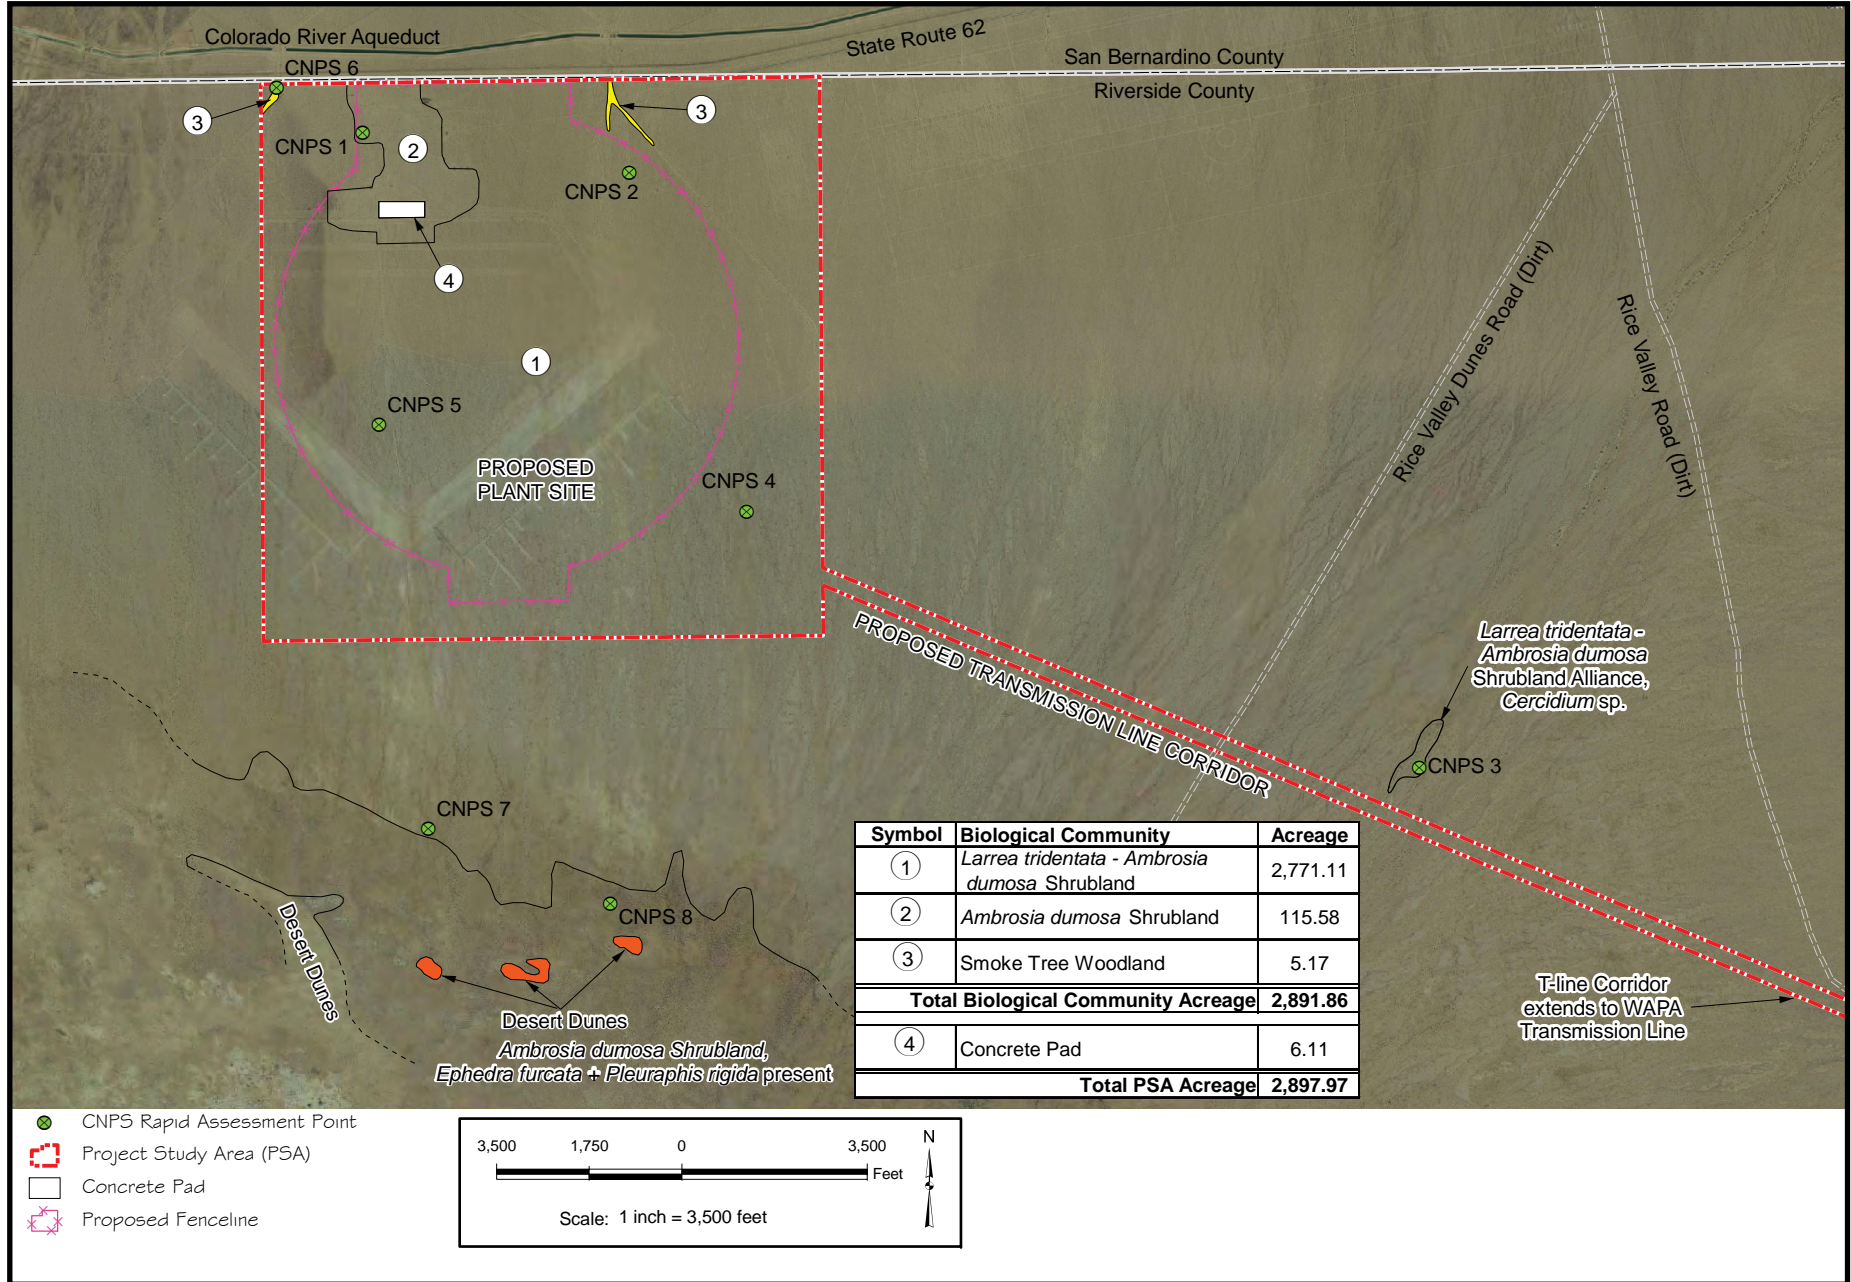 Colorado River Aqueduct
State Route 62
San Bernardino County
Riverside County
CNPS 6
3
CNPS 1
2
3
CNPS 2
4
1
CNPS 5
PROPOSED
PLANT SITE
CNPS 4
Rice Valley Dunes Road (Dirt)
Rice Valley Road (Dirt)
PROPOSED TRANSMISSION LINE CORRIDOR
Larrea tridentata -
Ambrosia dumosa
Shrubland Alliance,
Cercidium sp.
CNPS 3
CNPS 7
CNPS 8
Desert Dunes
Desert Dunes
Ambrosia dumosa Shrubland,
Ephedra furcata + Pleuraphis rigida present
T-line Corridor
extends to WAPA
Transmission Line
Symbol Biological Community Acreage
1 Larrea tridentata - Ambrosia
dumosa Shrubland 2,771.11
2 Ambrosia dumosa Shrubland 115.58
3 Smoke Tree Woodland 5.17
Total Biological Community Acreage 2,891.86
4 Concrete Pad 6.11
Total PSA Acreage 2,897.97
CNPS Rapid Assessment Point
Project Study Area (PSA)
Concrete Pad
Proposed Fenceline
3,500 1,750 0 3,500
Feet
N
Scale: 1 inch = 3,500 feet